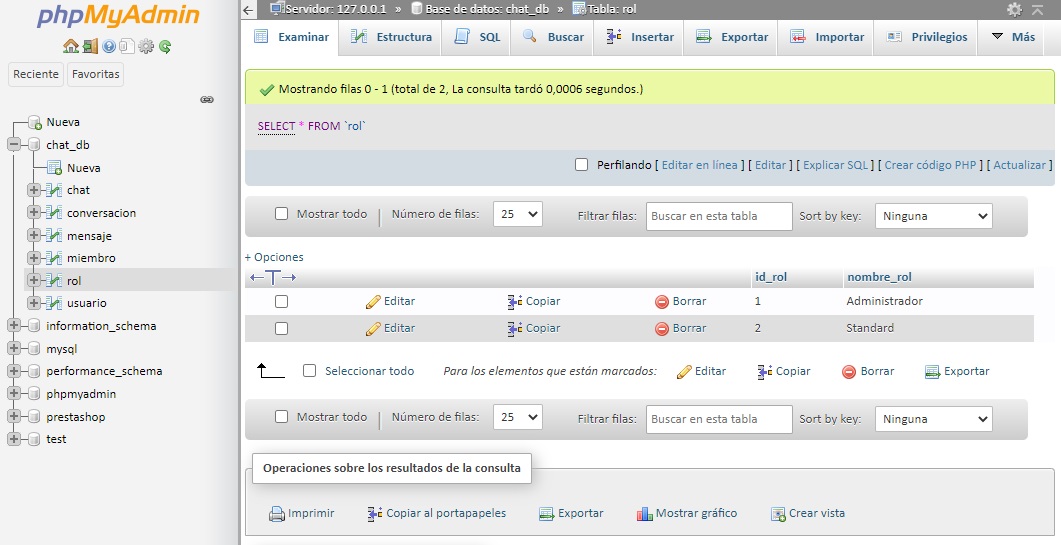 phpMyAdmin
Reciente
Favoritas
Nueva
chat_db
Nueva
chat
conversacion
mensaje
miembro
rol
usuario
information_schema
mysql
performance_schema
phpmyadmin
prestashop
test
Servidor: 127.0.0.1 » Base de datos: chat_db » Tabla: rol
Examinar Estructura SQL Buscar Insertar Exportar Importar Privilegios Más
Mostrando filas 0 - 1 (total de 2, La consulta tardó 0,0006 segundos.)
SELECT * FROM `rol`
Perfilando [ Editar en línea ] [ Editar ] [ Explicar SQL ] [ Crear código PHP ] [ Actualizar ]
Mostrar todo | Número de filas: 25 Filtrar filas: Buscar en esta tabla Sort by key: Ninguna
+ Opciones
←T→ id_rol nombre_rol
Editar Copiar Borrar 1 Administrador
Editar Copiar Borrar 2 Standard
Seleccionar todo Para los elementos que están marcados: Editar Copiar Borrar Exportar
Mostrar todo | Número de filas: 25 Filtrar filas: Buscar en esta tabla Sort by key: Ninguna
Operaciones sobre los resultados de la consulta
Imprimir Copiar al portapapeles Exportar Mostrar gráfico Crear vista